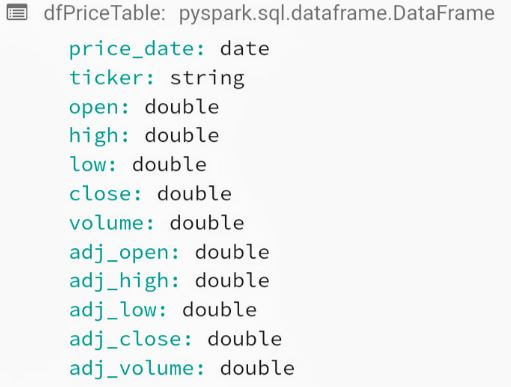 dfPriceTable: pyspark.sql.dataframe.DataFrame
price_date: date
ticker: string
open: double
high: double
low: double
close: double
volume: double
adj_open: double
adj_high: double
adj_low: double
adj_close: double
adj_volume: double